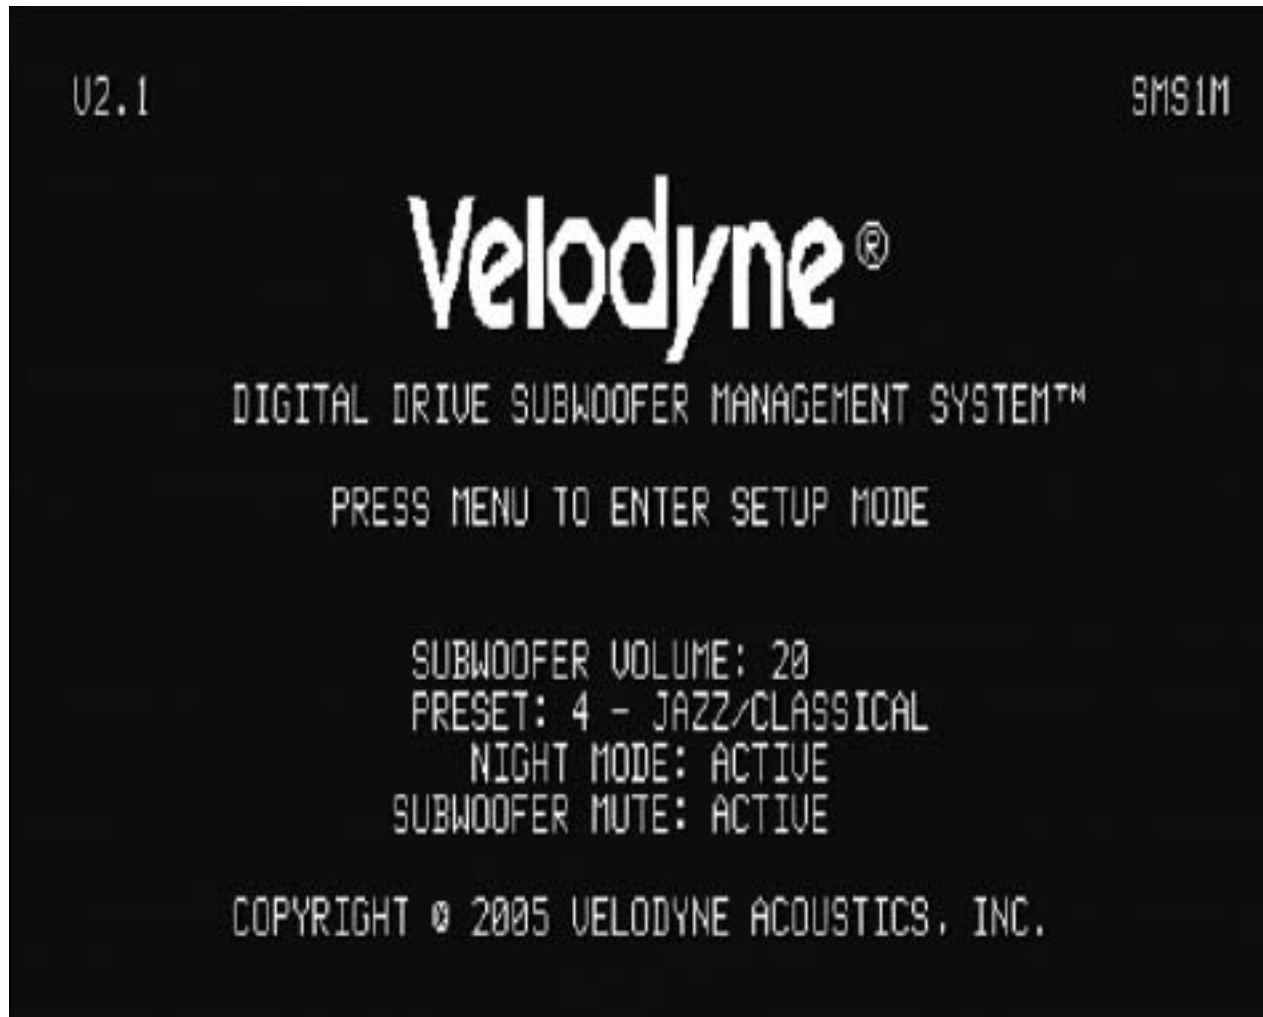 V2.1 SMS1M
Velodyne®
DIGITAL DRIVE SUBWOOFER MANAGEMENT SYSTEM™
PRESS MENU TO ENTER SETUP MODE
SUBWOOFER VOLUME: 20
PRESET: 4 - JAZZ/CLASSICAL
NIGHT MODE: ACTIVE
SUBWOOFER MUTE: ACTIVE
COPYRIGHT © 2005 VELODYNE ACOUSTICS, INC.